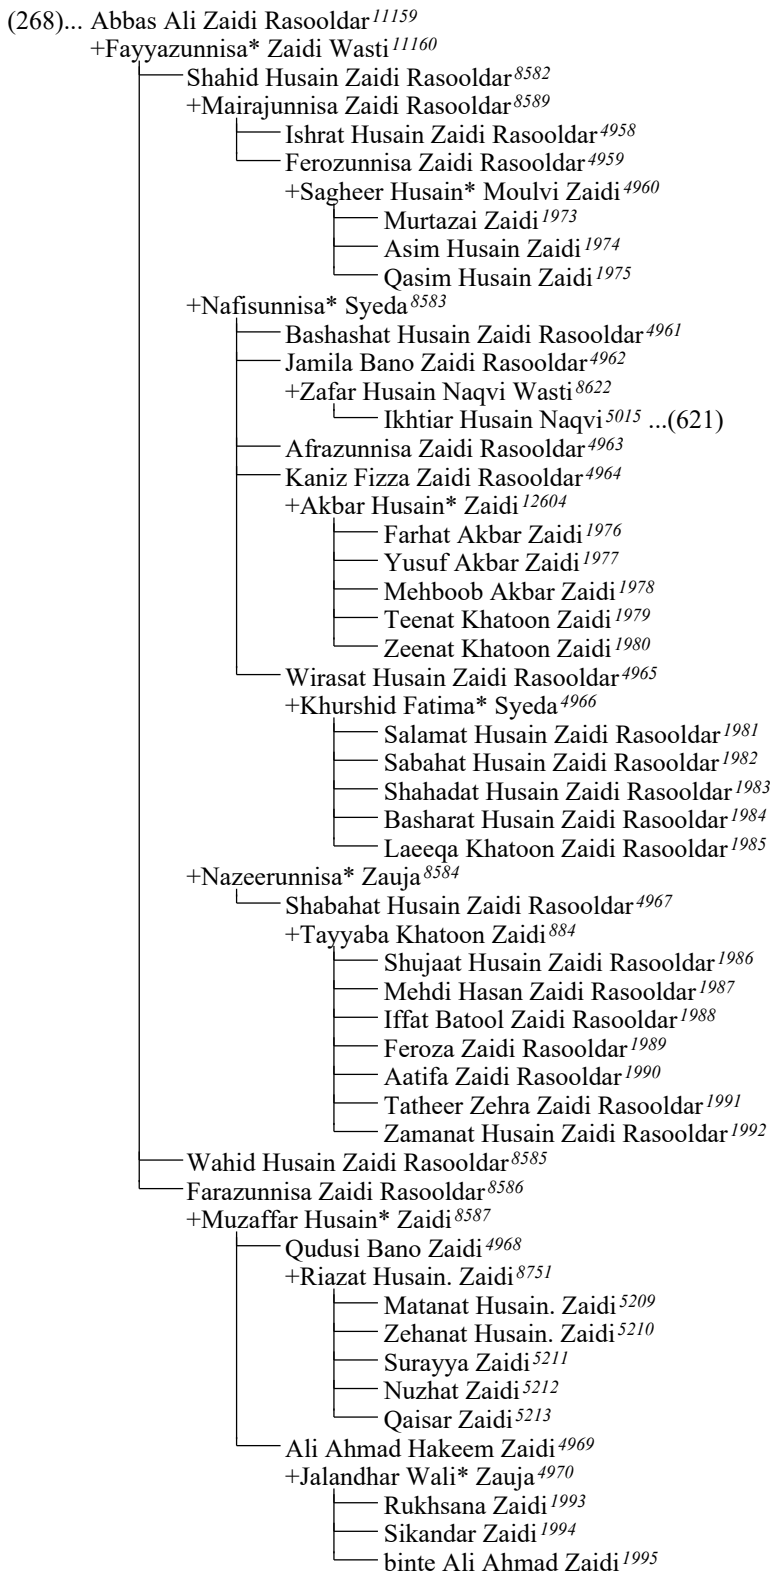 (268)... Abbas Ali Zaidi Rasooldar 11159
+Fayyazunnisa* Zaidi Wasti 11160
Shahid Husain Zaidi Rasooldar 8582
+Mairajunnisa Zaidi Rasooldar 8589
Ishrat Husain Zaidi Rasooldar 4958
Ferozunnisa Zaidi Rasooldar 4959
+Sagheer Husain* Moulvi Zaidi 4960
Murtazai Zaidi 1973
Asim Husain Zaidi 1974
Qasim Husain Zaidi 1975
+Nafisunnisa* Syeda 8583
Bashashat Husain Zaidi Rasooldar 4961
Jamila Bano Zaidi Rasooldar 4962
+Zafar Husain Naqvi Wasti 8622
Ikhtiar Husain Naqvi 5015 ...(621)
Afrazunnisa Zaidi Rasooldar 4963
Kaniz Fizza Zaidi Rasooldar 4964
+Akbar Husain* Zaidi 12604
Farhat Akbar Zaidi 1976
Yusuf Akbar Zaidi 1977
Mehboob Akbar Zaidi 1978
Teenat Khatoon Zaidi 1979
Zeenat Khatoon Zaidi 1980
Wirasat Husain Zaidi Rasooldar 4965
+Khurshid Fatima* Syeda 4966
Salamat Husain Zaidi Rasooldar 1981
Sabahat Husain Zaidi Rasooldar 1982
Shahadat Husain Zaidi Rasooldar 1983
Basharat Husain Zaidi Rasooldar 1984
Laeeqa Khatoon Zaidi Rasooldar 1985
+Nazeerunnisa* Zauja 8584
Shabahat Husain Zaidi Rasooldar 4967
+Tayyaba Khatoon Zaidi 884
Shujaat Husain Zaidi Rasooldar 1986
Mehdi Hasan Zaidi Rasooldar 1987
Iffat Batool Zaidi Rasooldar 1988
Feroza Zaidi Rasooldar 1989
Aatifa Zaidi Rasooldar 1990
Tatheer Zehra Zaidi Rasooldar 1991
Zamanat Husain Zaidi Rasooldar 1992
Wahid Husain Zaidi Rasooldar 8585
Farazunnisa Zaidi Rasooldar 8586
+Muzaffar Husain* Zaidi 8587
Qudusi Bano Zaidi 4968
+Riazat Husain. Zaidi 8751
Matanat Husain. Zaidi 5209
Zehanat Husain. Zaidi 5210
Surayya Zaidi 5211
Nuzhat Zaidi 5212
Qaisar Zaidi 5213
Ali Ahmad Hakeem Zaidi 4969
+Jalandhar Wali* Zauja 4970
Rukhsana Zaidi 1993
Sikandar Zaidi 1994
binte Ali Ahmad Zaidi 1995